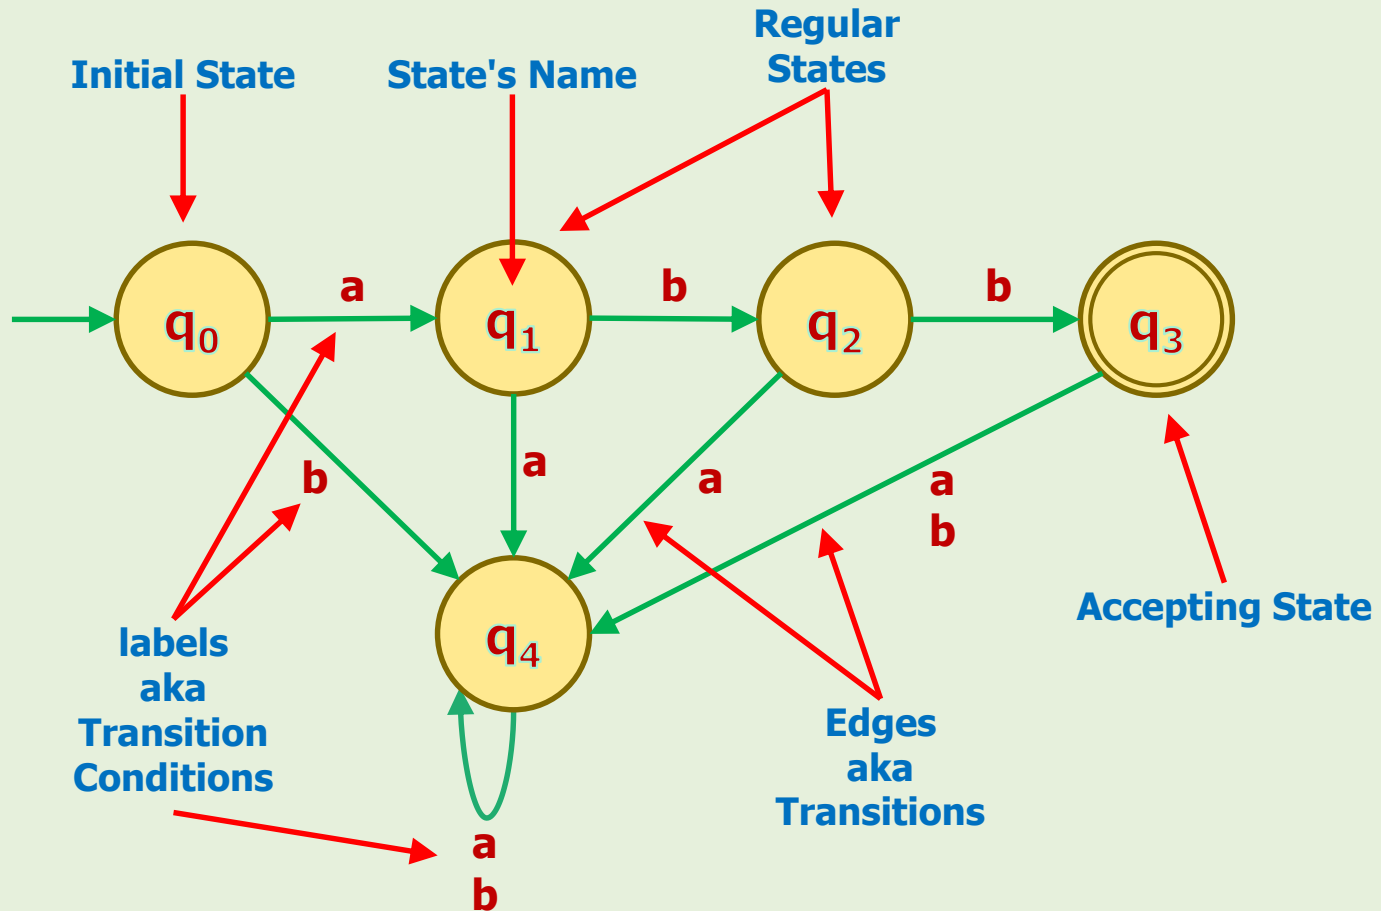 Regular
States
Initial State
State's Name
a
b
b
q0
q1
q2
q3
b
a
a
a
b
Accepting State
labels
aka
Transition
Conditions
q4
Edges
aka
Transitions
a
b